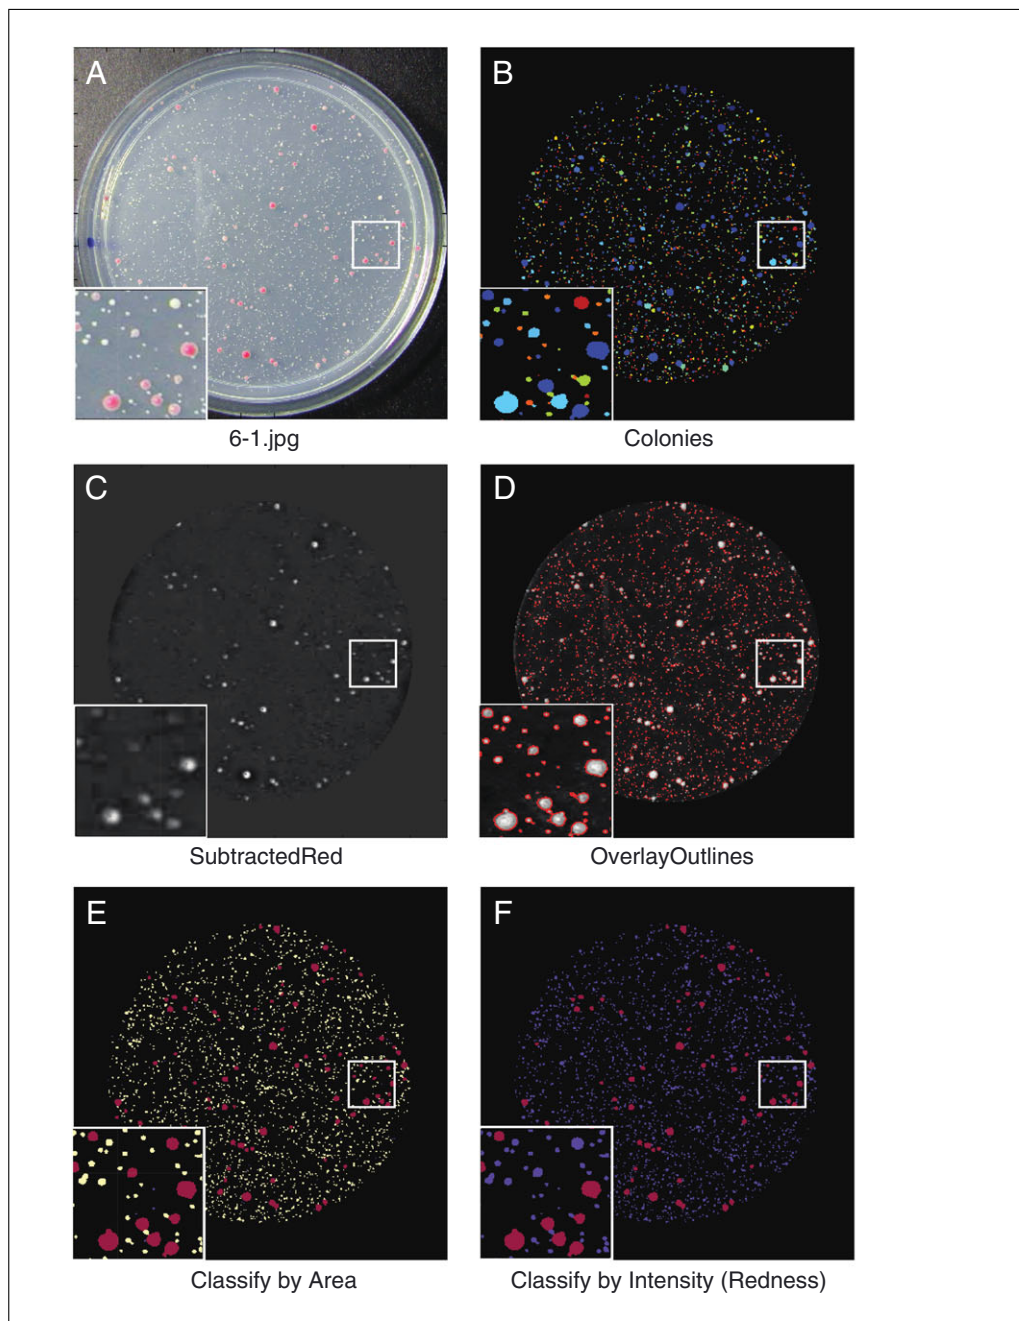 A
B
6-1.jpg
Colonies
C
D
SubtractedRed
OverlayOutlines
E
F
Classify by Area
Classify by Intensity (Redness)